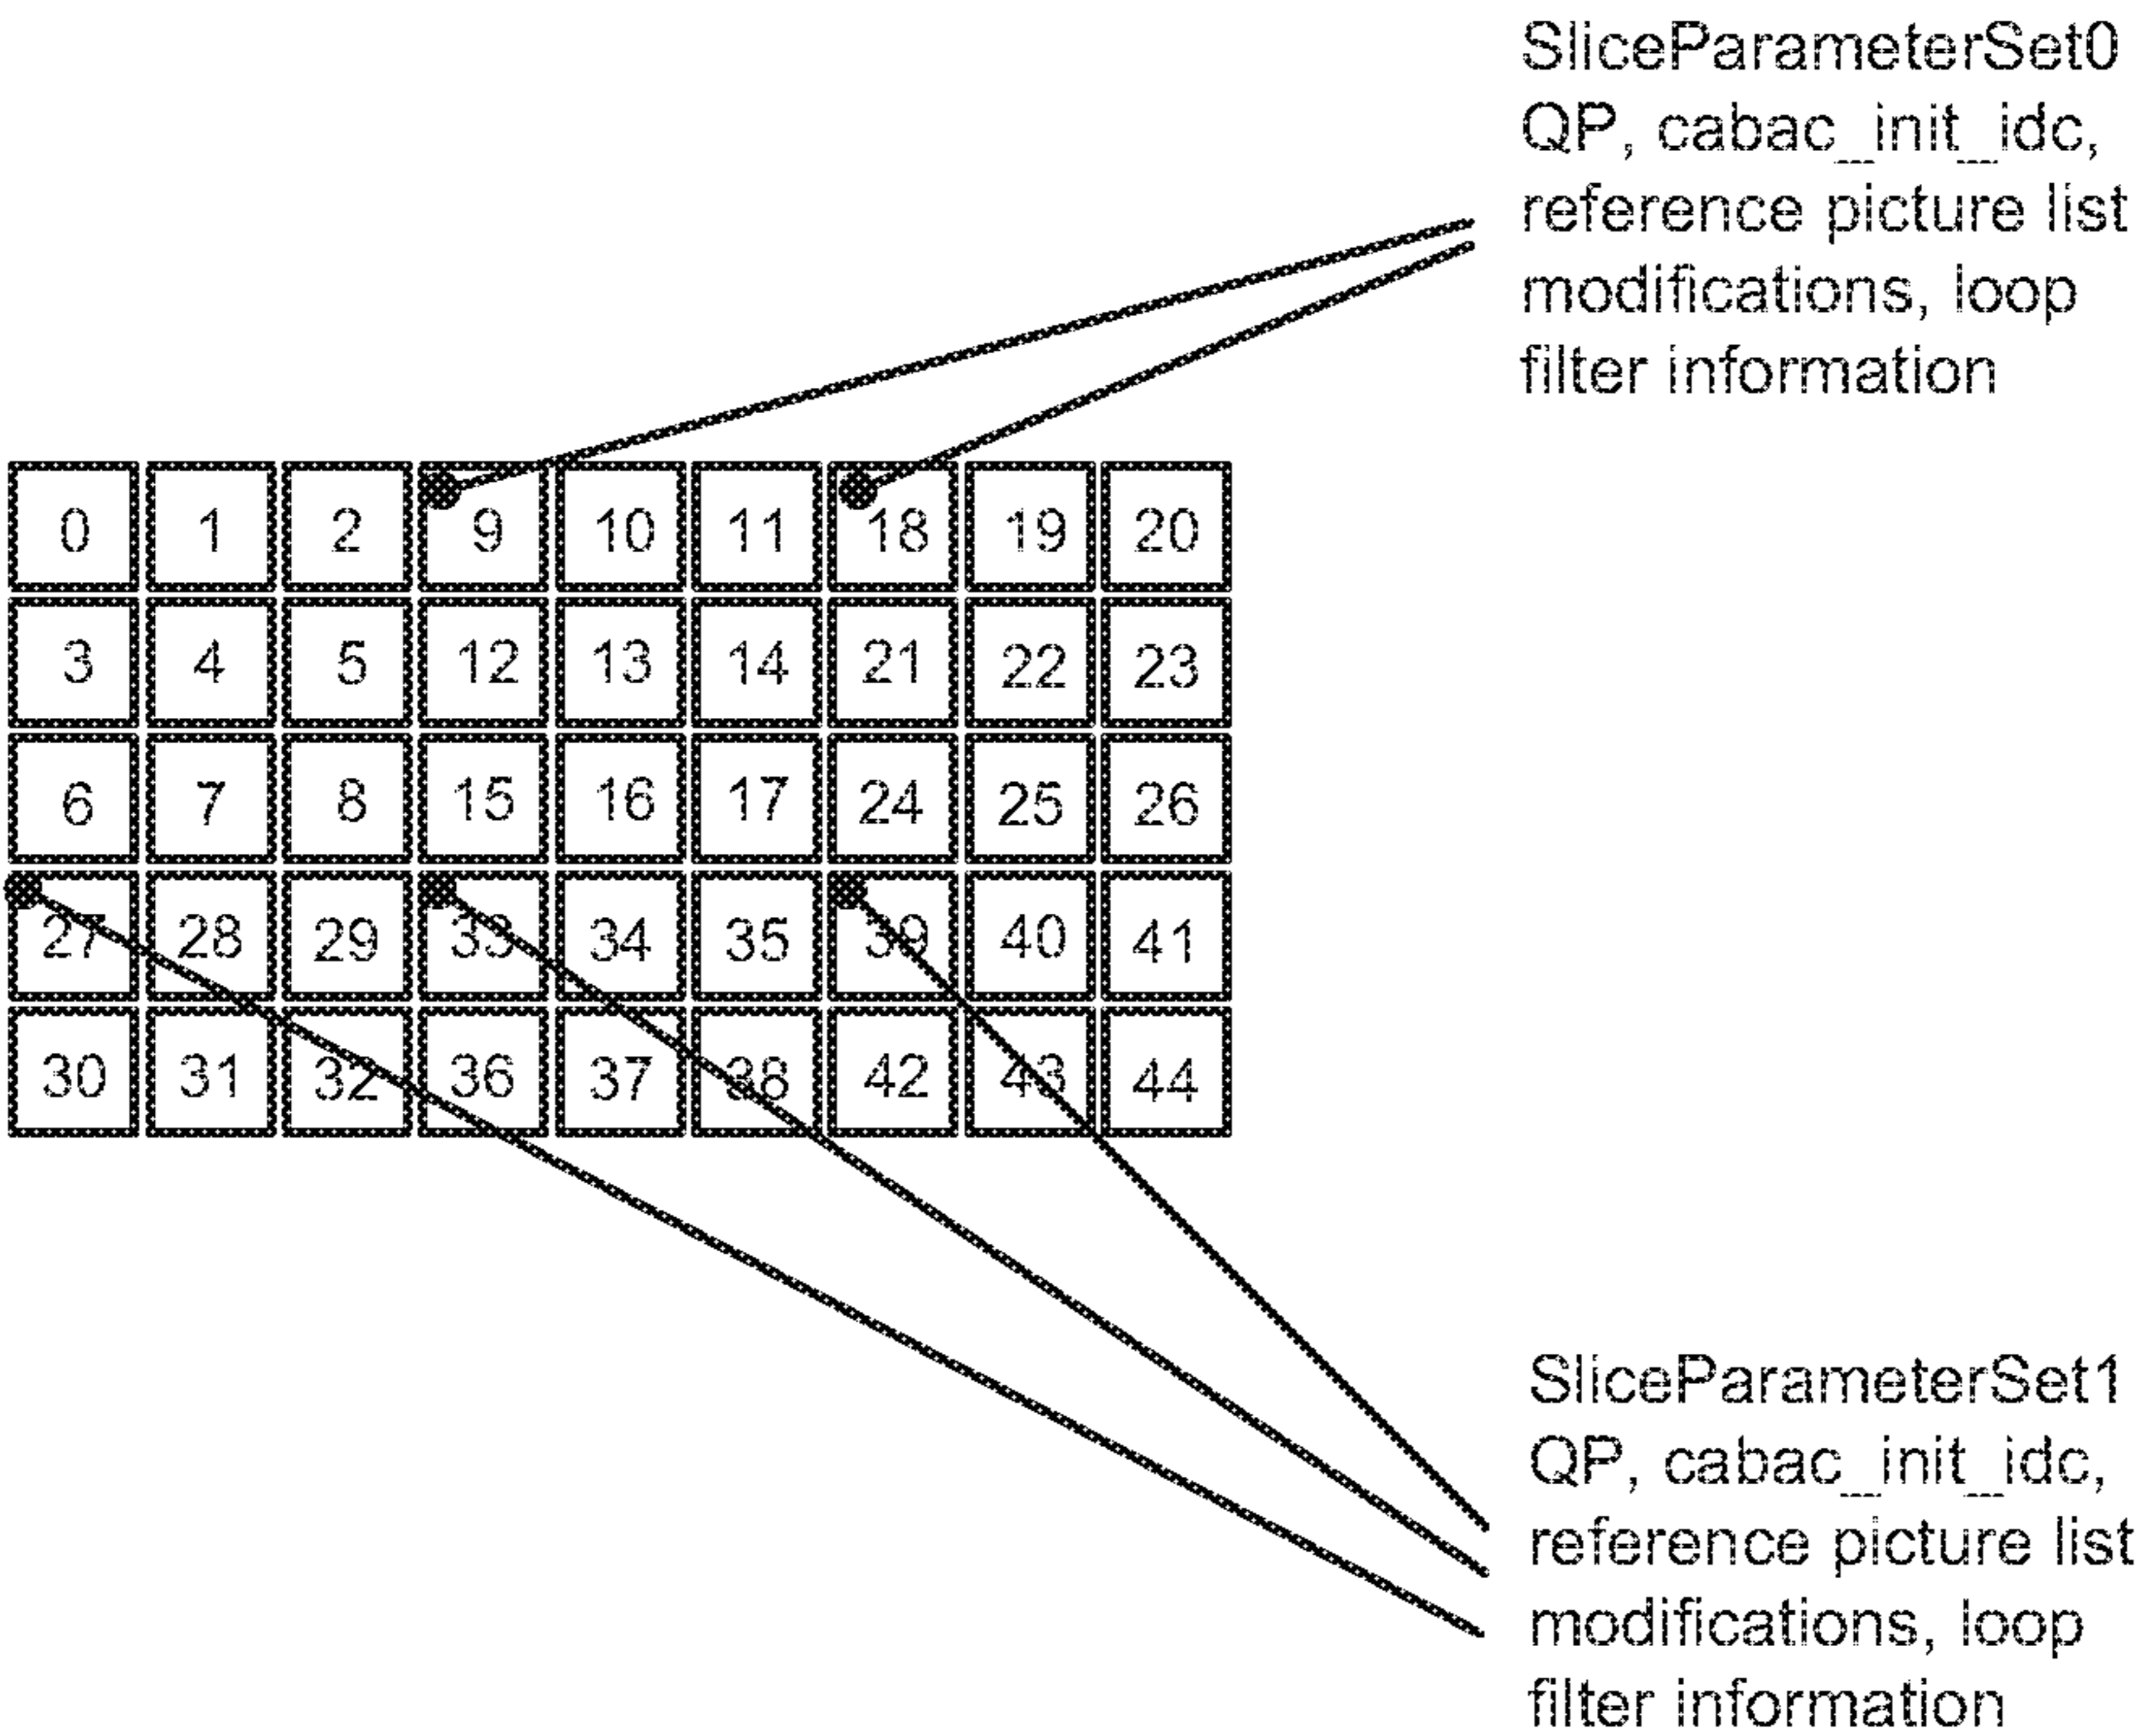 SliceParameterSet0
QP, cabac_init_idc,
reference picture list
modifications, loop
filter information
0 1 2 9 10 11 18 19 20
3 4 5 12 13 14 21 22 23
6 7 8 15 16 17 24 25 26
27 28 29 33 34 35 39 40 41
30 31 32 36 37 38 42 43 44
SliceParameterSet1
QP, cabac_init_idc,
reference picture list
modifications, loop
filter information